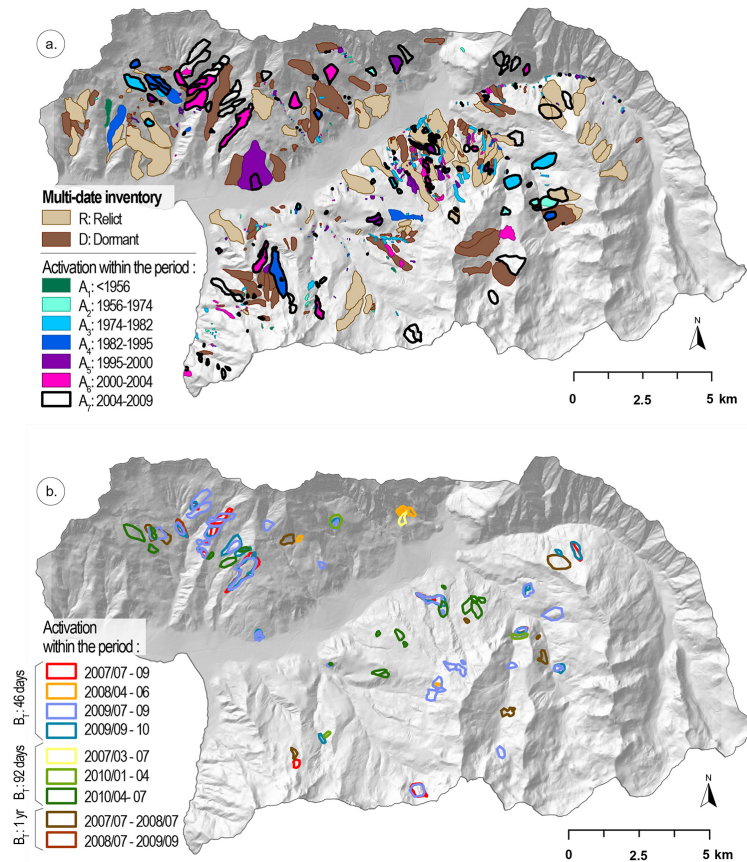 a.
Multi-date inventory
R: Relict
D: Dormant
Activation within the period :
A1: <1956
A2: 1956-1974
A3: 1974-1982
A4: 1982-1995
A5: 1995-2000
A6: 2000-2004
A7: 2004-2009
N
0 2.5 5 km
b.
Activation
within the period :
BT: 46 days
2007/07 - 09
2008/04 - 06
2009/07 - 09
2009/09 - 10
BT: 92 days
2007/03 - 07
2010/01 - 04
2010/04 - 07
BT: 1 yr
2007/07 - 2008/07
2008/07 - 2009/09
N
0 2.5 5 km